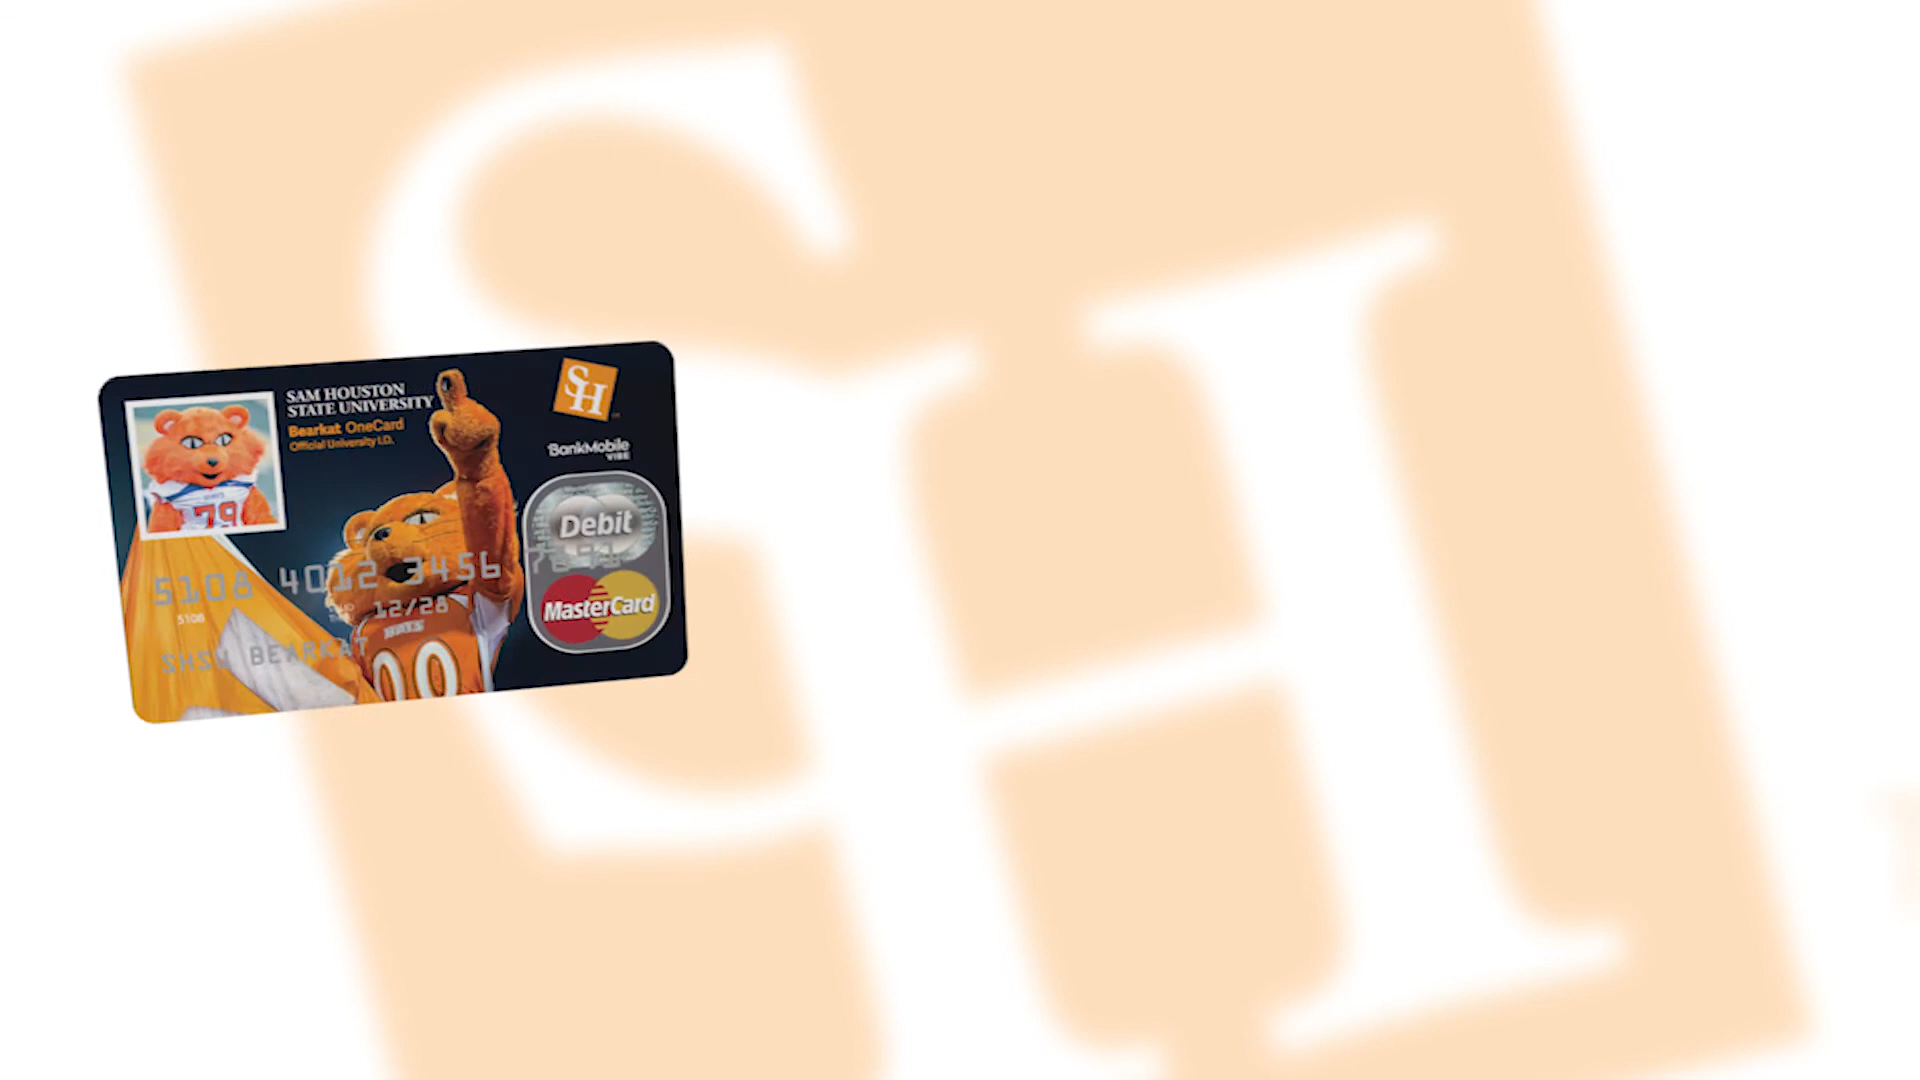 SAM HOUSTON
STATE UNIVERSITY
Bearkat OneCard
Official University I.D.
SH
BankMobile
VIBE
79
Debit
5108 4012 3456
5108
12/28
MasterCard
SHSU BEARKAT
00
SH